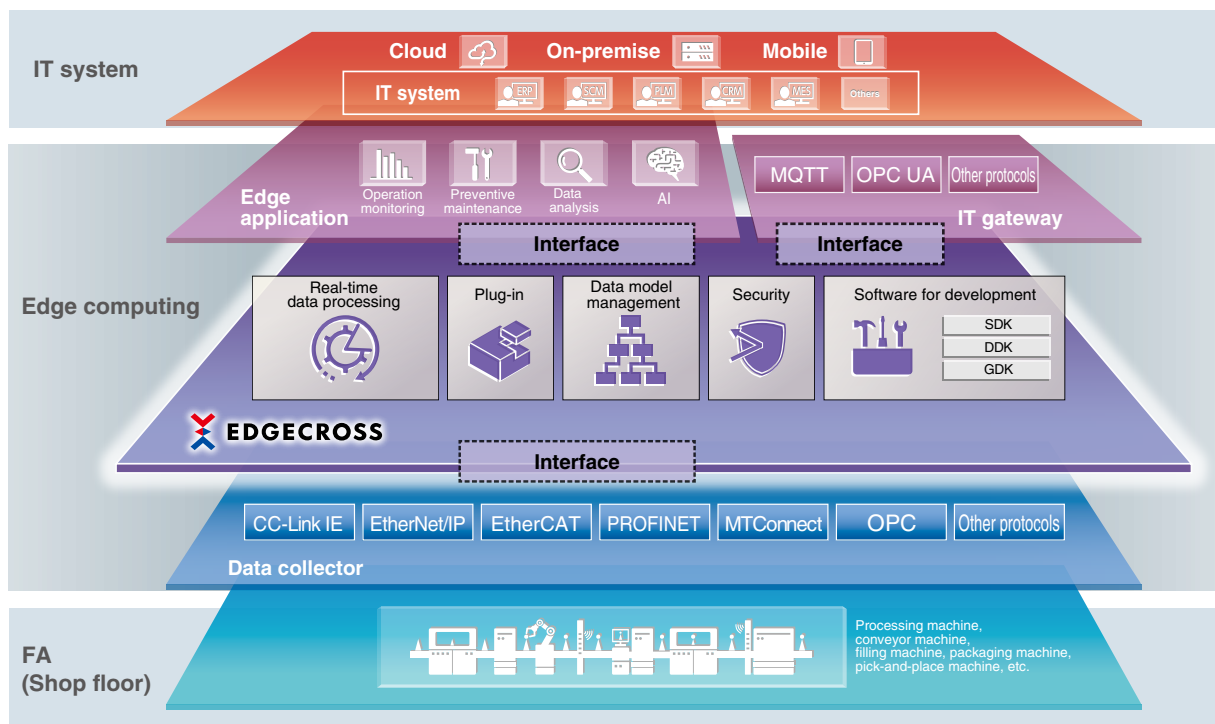 IT system
Cloud
On-premise
Mobile
IT system
ERP
SCM
PLM
CRM
MES
Others
Edge computing
Edge
application
Operation
monitoring
Preventive
maintenance
Data
analysis
AI
MQTT
OPC UA
Other protocols
IT gateway
Interface
Interface
Real-time
data processing
Plug-in
Data model
management
Security
Software for development
SDK
DDK
GDK
EDGECROSS
Interface
CC-Link IE
EtherNet/IP
EtherCAT
PROFINET
MTConnect
OPC
Other protocols
Data collector
FA
(Shop floor)
Processing machine,
conveyor machine,
filling machine, packaging machine,
pick-and-place machine, etc.